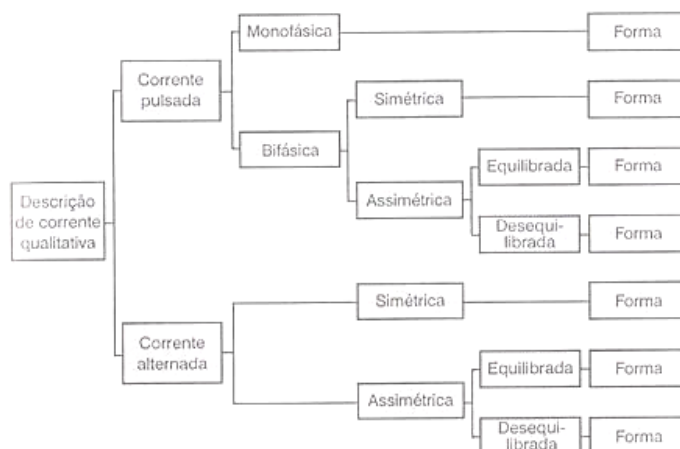 Monofásica
Forma
Corrente
pulsada
Simétrica
Forma
Bifásica
Equilibrada
Forma
Assimétrica
Descrição
de corrente
qualitativa
Desequi-
librada
Forma
Simétrica
Forma
Corrente
alternada
Equilibrada
Forma
Assimétrica
Desequi-
librada
Forma